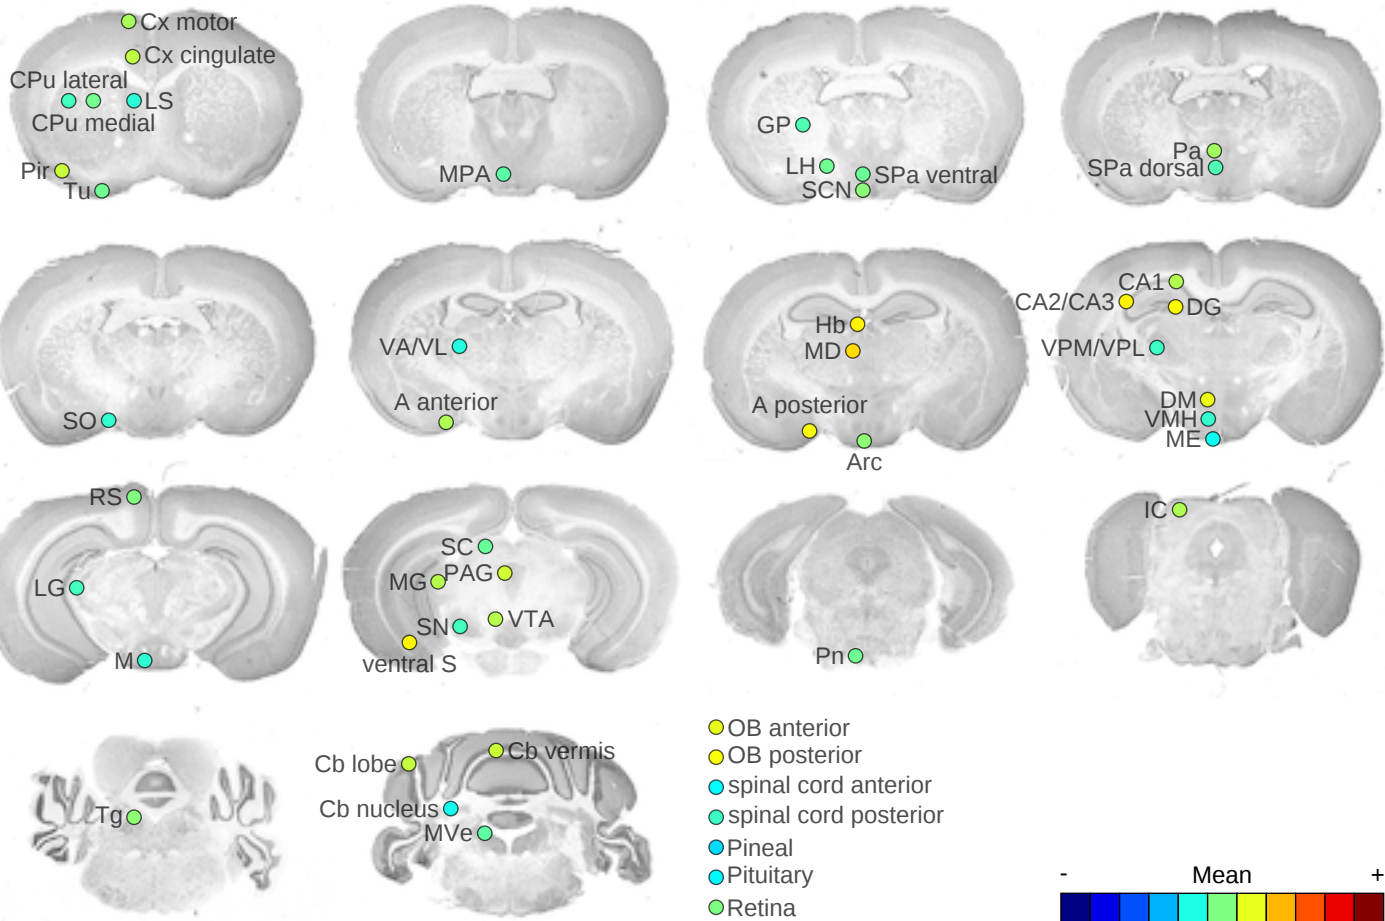 Cx motor
Cx cingulate
CPu lateral
LS
CPu medial
Pir
Tu
MPA
GP
LH
SPa ventral
SCN
Pa
SPa dorsal
SO
VA/VL
A anterior
Hb
MD
A posterior
Arc
CA1
CA2/CA3
DG
VPM/VPL
DM
VMH
ME
RS
LG
M
SC
MG
PAG
SN
VTA
ventral S
Pn
IC
Tg
Cb lobe
Cb vermis
Cb nucleus
MVe
OB anterior
OB posterior
spinal cord anterior
spinal cord posterior
Pineal
Pituitary
Retina
- Mean +